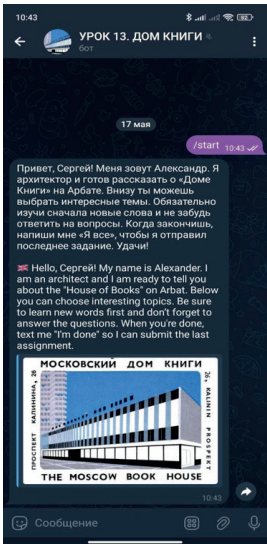 10:43
82
УРОК 13. ДОМ КНИГИ
бот
17 мая
/start 10:43
Привет, Сергей! Меня зовут Александр. Я
архитектор и готов рассказать о «Доме
Книги» на Арбате. Внизу ты можешь
выбрать интересные темы. Обязательно
изучи сначала новые слова и не забудь
ответить на вопросы. Когда закончишь,
напиши мне «Я все», чтобы я отправил
последнее задание. Удачи!
🇬🇧 Hello, Сергей! My name is Alexander. I
am an architect and I am ready to tell you
about the "House of Books" on Arbat. Below
you can choose interesting topics. Be sure
to learn new words first and don't forget to
answer the questions. When you're done,
text me "I'm done" so I can submit the last
assignment.
МОСКОВСКИЙ ДОМ КНИГИ
ПРОСПЕКТ КАЛИНИНА, 26
26, KALININ PROSPEKT
THE MOSCOW BOOK HOUSE
10:43
Сообщение